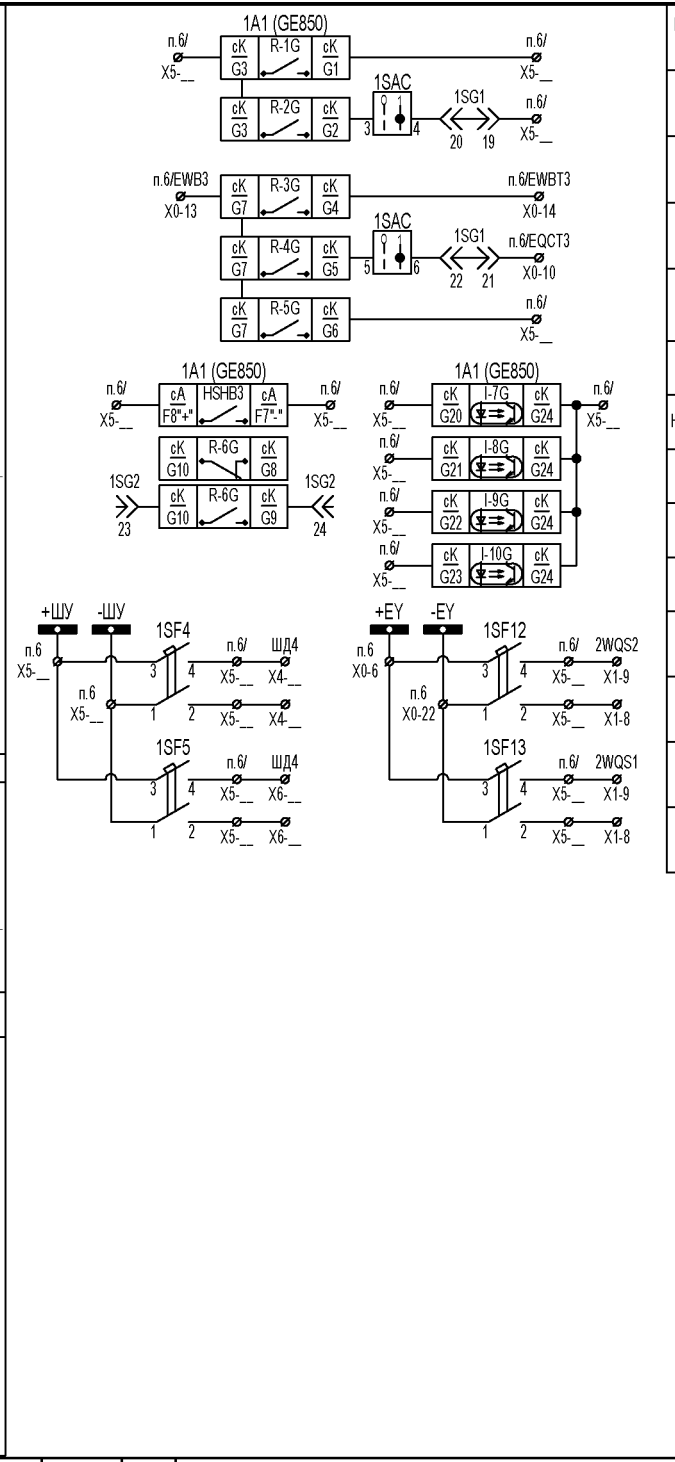 1A1 (GE850)
п.6/ cK R-1G cK п.6/
X5-__ G3 G1 X5-__
1SAC
cK R-2G cK 0 1 1SG1 п.6/
G3 G2 3 4 20 19 X5-__
п.6/EWB3 cK R-3G cK п.6/EWBT3
X0-13 G7 G4 X0-14
1SAC
cK R-4G cK 0 1 1SG1 п.6/EQCT3
G7 G5 5 6 22 21 X0-10
cK R-5G cK п.6/
G7 G6 X5-__
1A1 (GE850)
п.6/ cA HSHB3 cA п.6/
X5-__ F8"+" F7"-" X5-__
cK R-6G cK
G10 G8
1SG2 cK R-6G cK 1SG2
23 G10 G9 24
1A1 (GE850)
п.6/ cK I-7G cK п.6/
X5-__ G20 G24 X5-__
п.6/ cK I-8G cK
X5-__ G21 G24
п.6/ cK I-9G cK
X5-__ G22 G24
п.6/ cK I-10G cK
X5-__ G23 G24
+ШУ -ШУ
1SF4
п.6 3 4 п.6/ ШД4
X5-__ X5-__ X4-__
п.6 1 2
X5-__ X5-__ X4-__
1SF5
3 4 п.6/ ШД4
X5-__ X6-__
1 2
X5-__ X6-__
+EY -EY
1SF12
п.6 3 4 п.6/ 2WQS2
X0-6 X5-__ X1-9
п.6 1 2
X0-22 X5-__ X1-8
1SF13
3 4 п.6/ 2WQS1
X5-__ X1-9
1 2
X5-__ X1-8